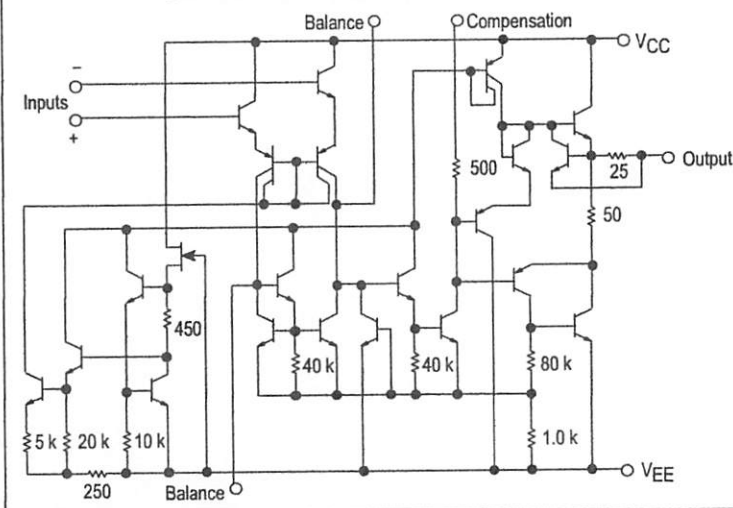 Balance
Compensation
VCC
−
Inputs
+
500
25
Output
50
450
40 k
40 k
80 k
5 k
20 k
10 k
1.0 k
250
Balance
VEE